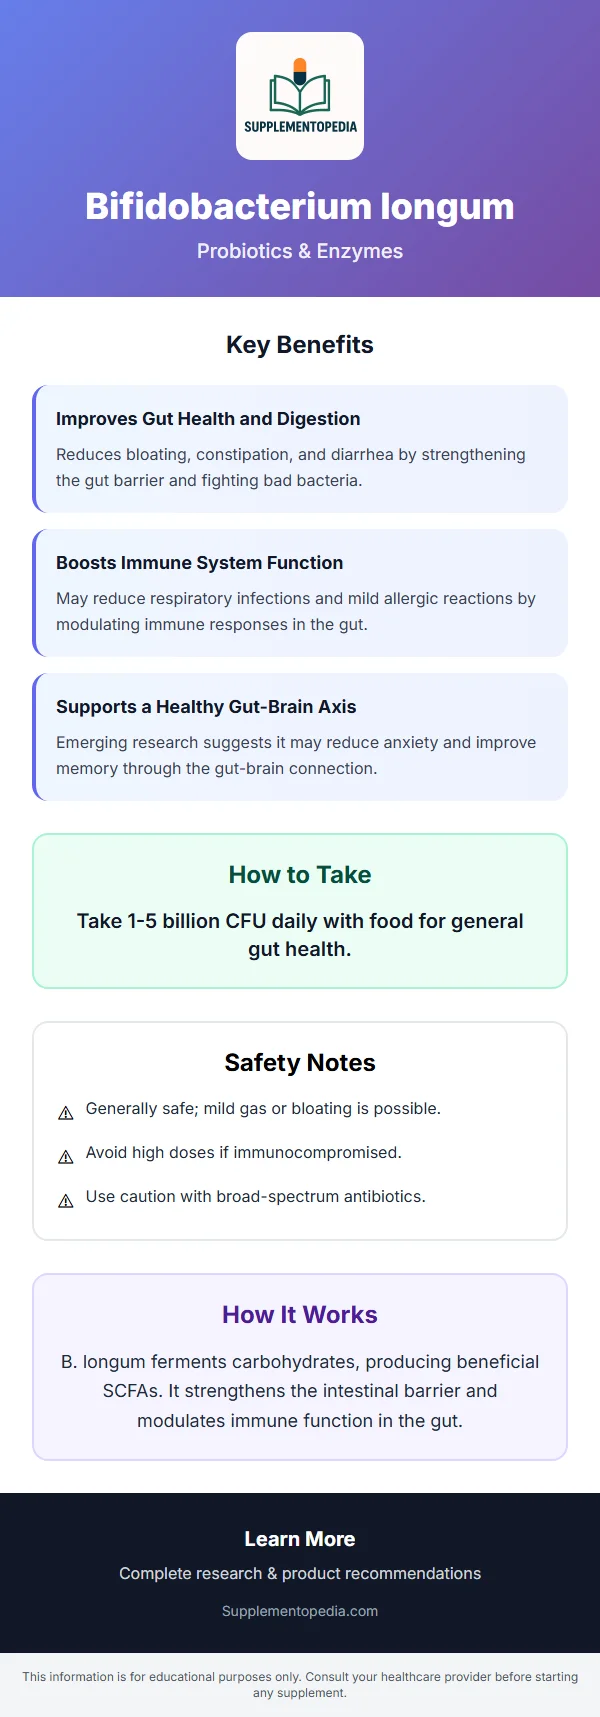 SUPPLEMENTOPEDIA
Bifidobacterium longum
Probiotics & Enzymes
Key Benefits
Improves Gut Health and Digestion
Reduces bloating, constipation, and diarrhea by strengthening
the gut barrier and fighting bad bacteria.
Boosts Immune System Function
May reduce respiratory infections and mild allergic reactions by
modulating immune responses in the gut.
Supports a Healthy Gut-Brain Axis
Emerging research suggests it may reduce anxiety and improve
memory through the gut-brain connection.
How to Take
Take 1-5 billion CFU daily with food for general
gut health.
Safety Notes
⚠ Generally safe; mild gas or bloating is possible.
⚠ Avoid high doses if immunocompromised.
⚠ Use caution with broad-spectrum antibiotics.
How It Works
B. longum ferments carbohydrates, producing beneficial
SCFAs. It strengthens the intestinal barrier and
modulates immune function in the gut.
Learn More
Complete research & product recommendations
Supplementopedia.com
This information is for educational purposes only. Consult your healthcare provider before starting
any supplement.